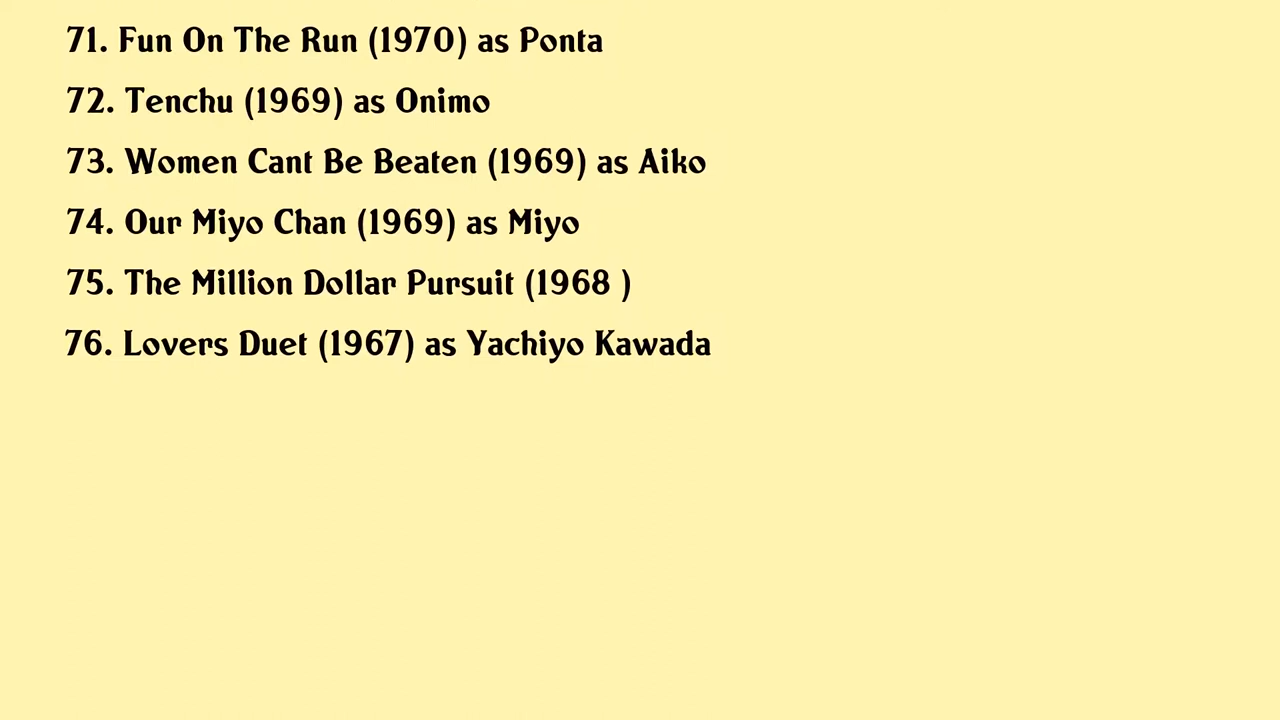 71. Fun On The Run (1970) as Ponta
72. Tenchu (1969) as Onimo
73. Women Cant Be Beaten (1969) as Aiko
74. Our Miyo Chan (1969) as Miyo
75. The Million Dollar Pursuit (1968 )
76. Lovers Duet (1967) as Yachiyo Kawada